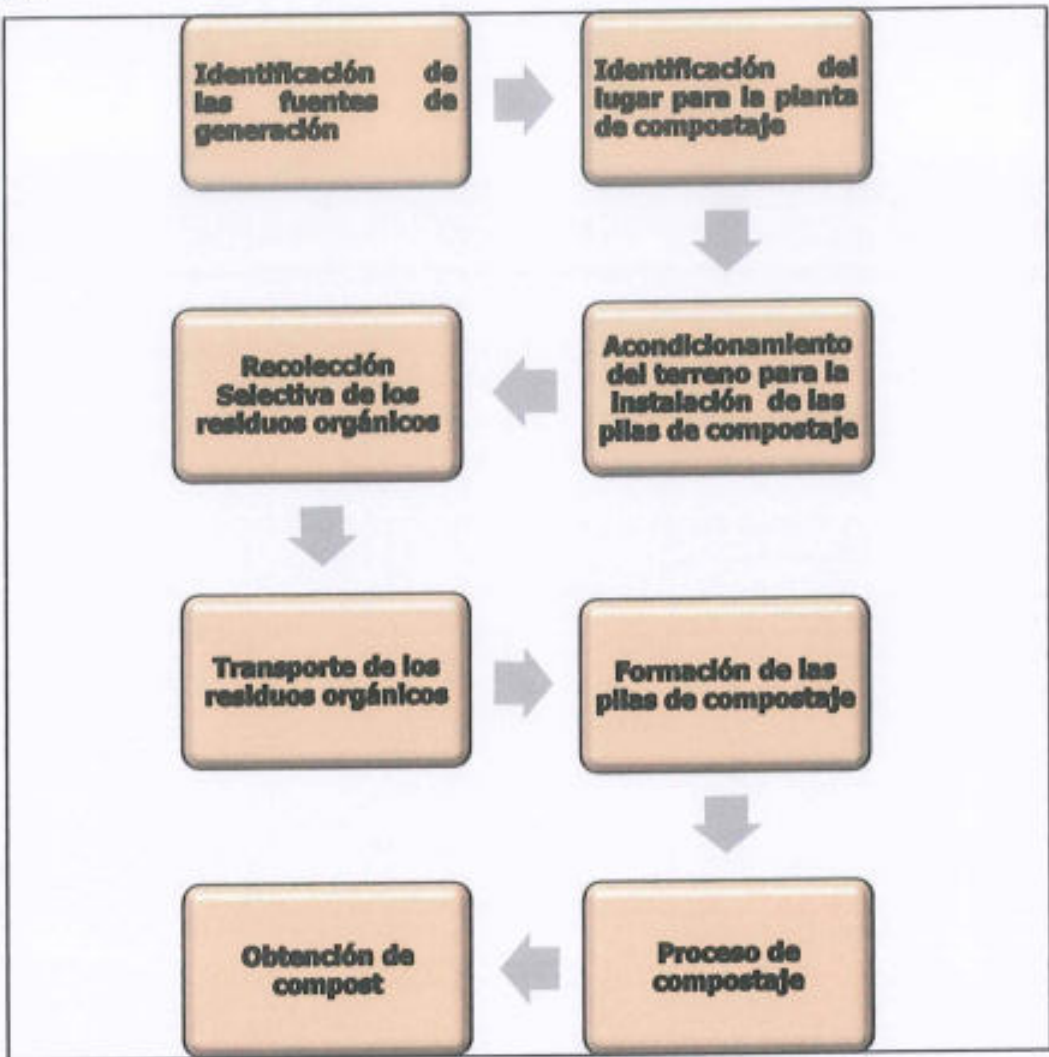 Identificación de
las fuentes de
generación
Identificación del
lugar para la planta
de compostaje
Acondicionamiento
del terreno para la
instalación de las
pilas de compostaje
Recolección
Selectiva de los
residuos orgánicos
Transporte de los
residuos orgánicos
Formación de las
pilas de compostaje
Proceso de
compostaje
Obtención de
compost